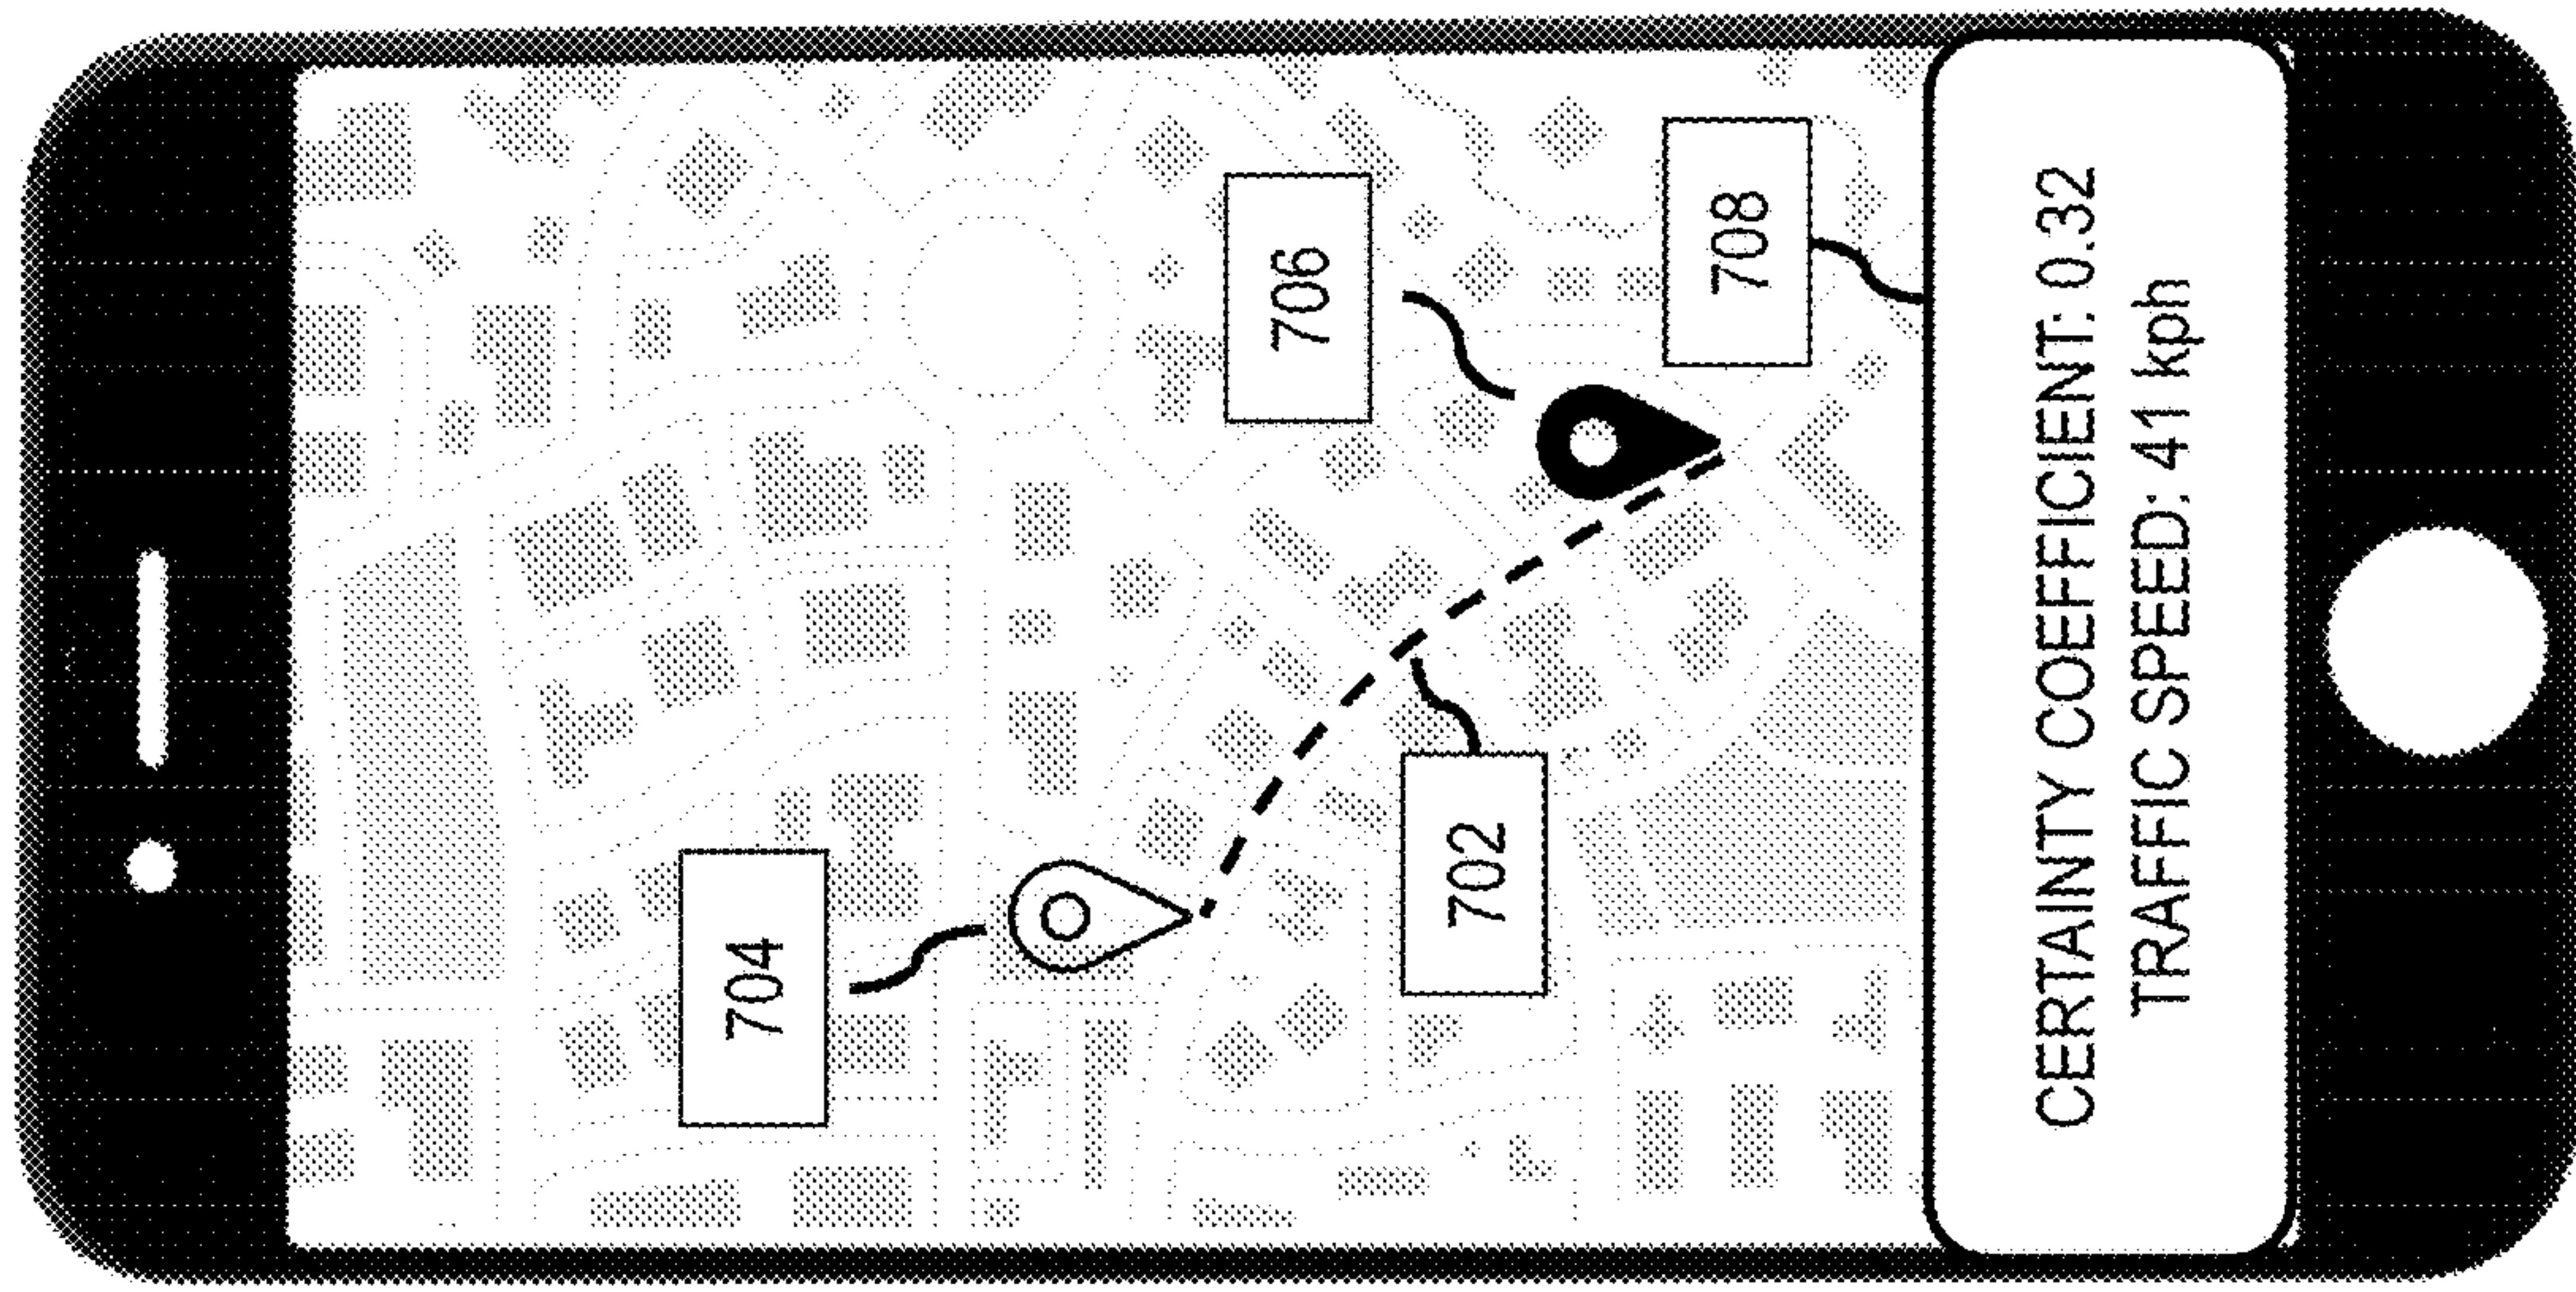 704
706
702
708
CERTAINTY COEFFICIENT: 0.32
TRAFFIC SPEED: 41 kph